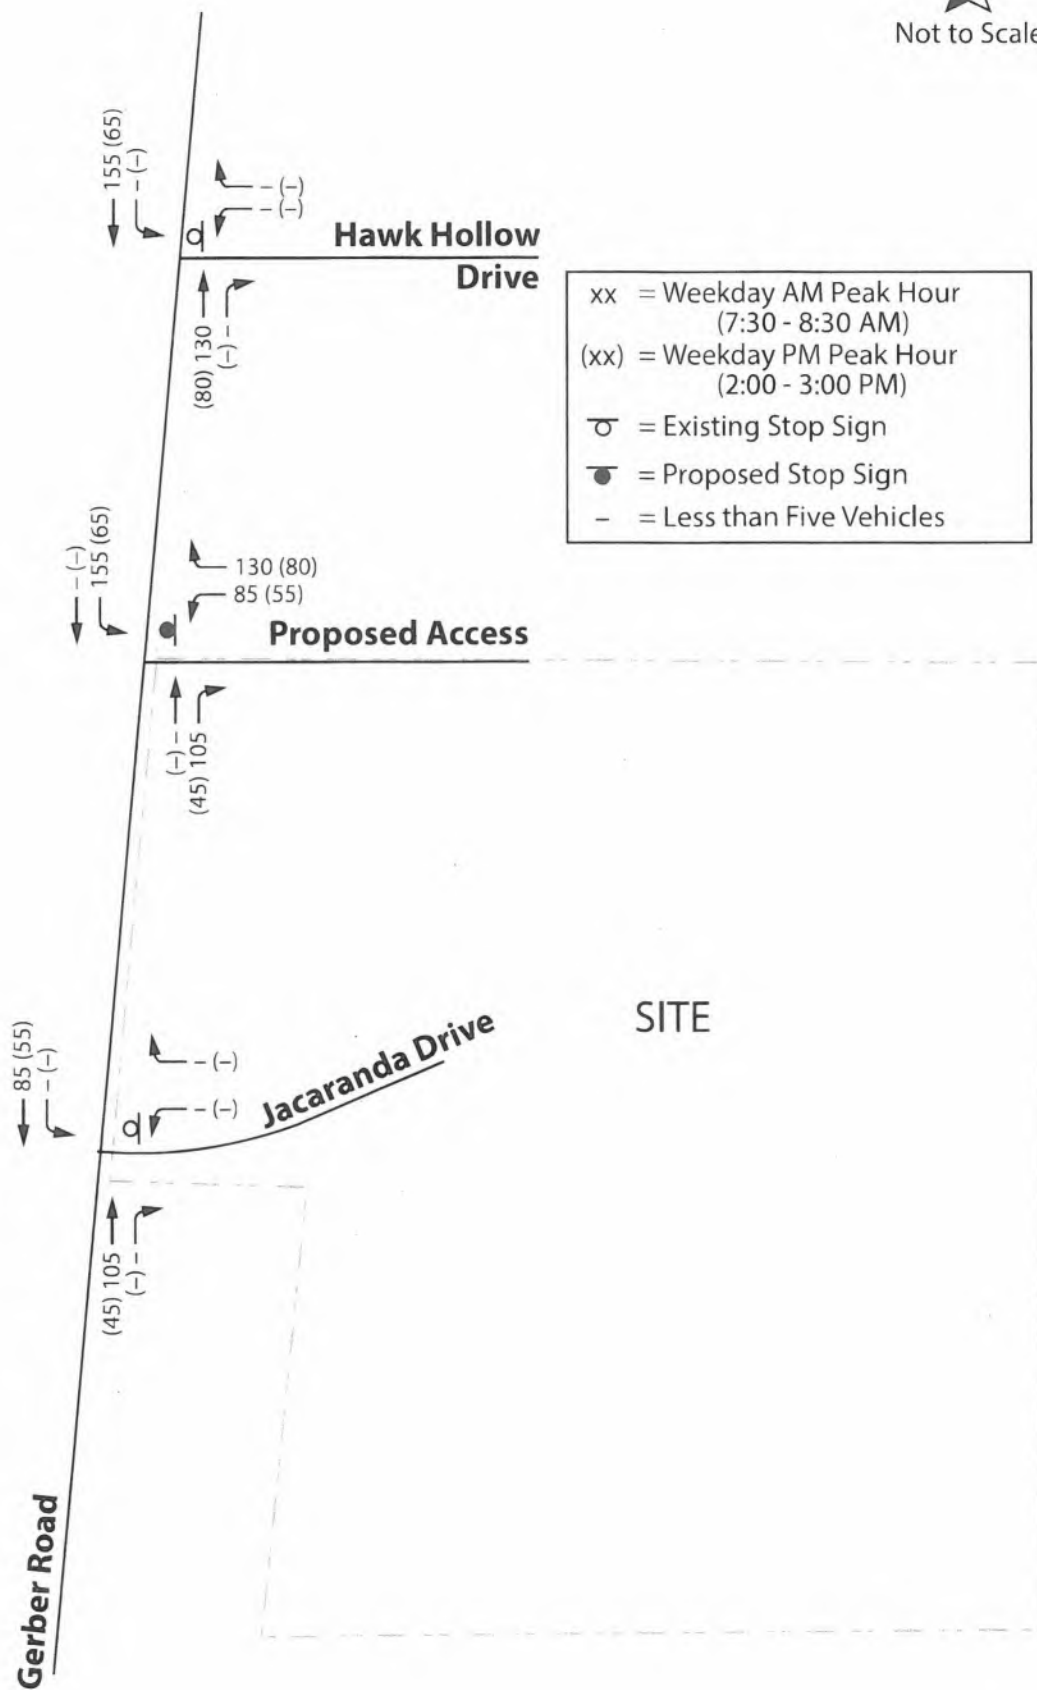 Not to Scale
155 (65)
– (–)
– (–)
– (–)
Hawk Hollow
Drive
(80) 130
(–) –
xx = Weekday AM Peak Hour
(7:30 - 8:30 AM)
(xx) = Weekday PM Peak Hour
(2:00 - 3:00 PM)
= Existing Stop Sign
= Proposed Stop Sign
– = Less than Five Vehicles
– (–)
155 (65)
130 (80)
85 (55)
Proposed Access
(–) –
(45) 105
SITE
85 (55)
– (–)
– (–)
– (–)
Jacaranda Drive
(45) 105
(–) –
Gerber Road